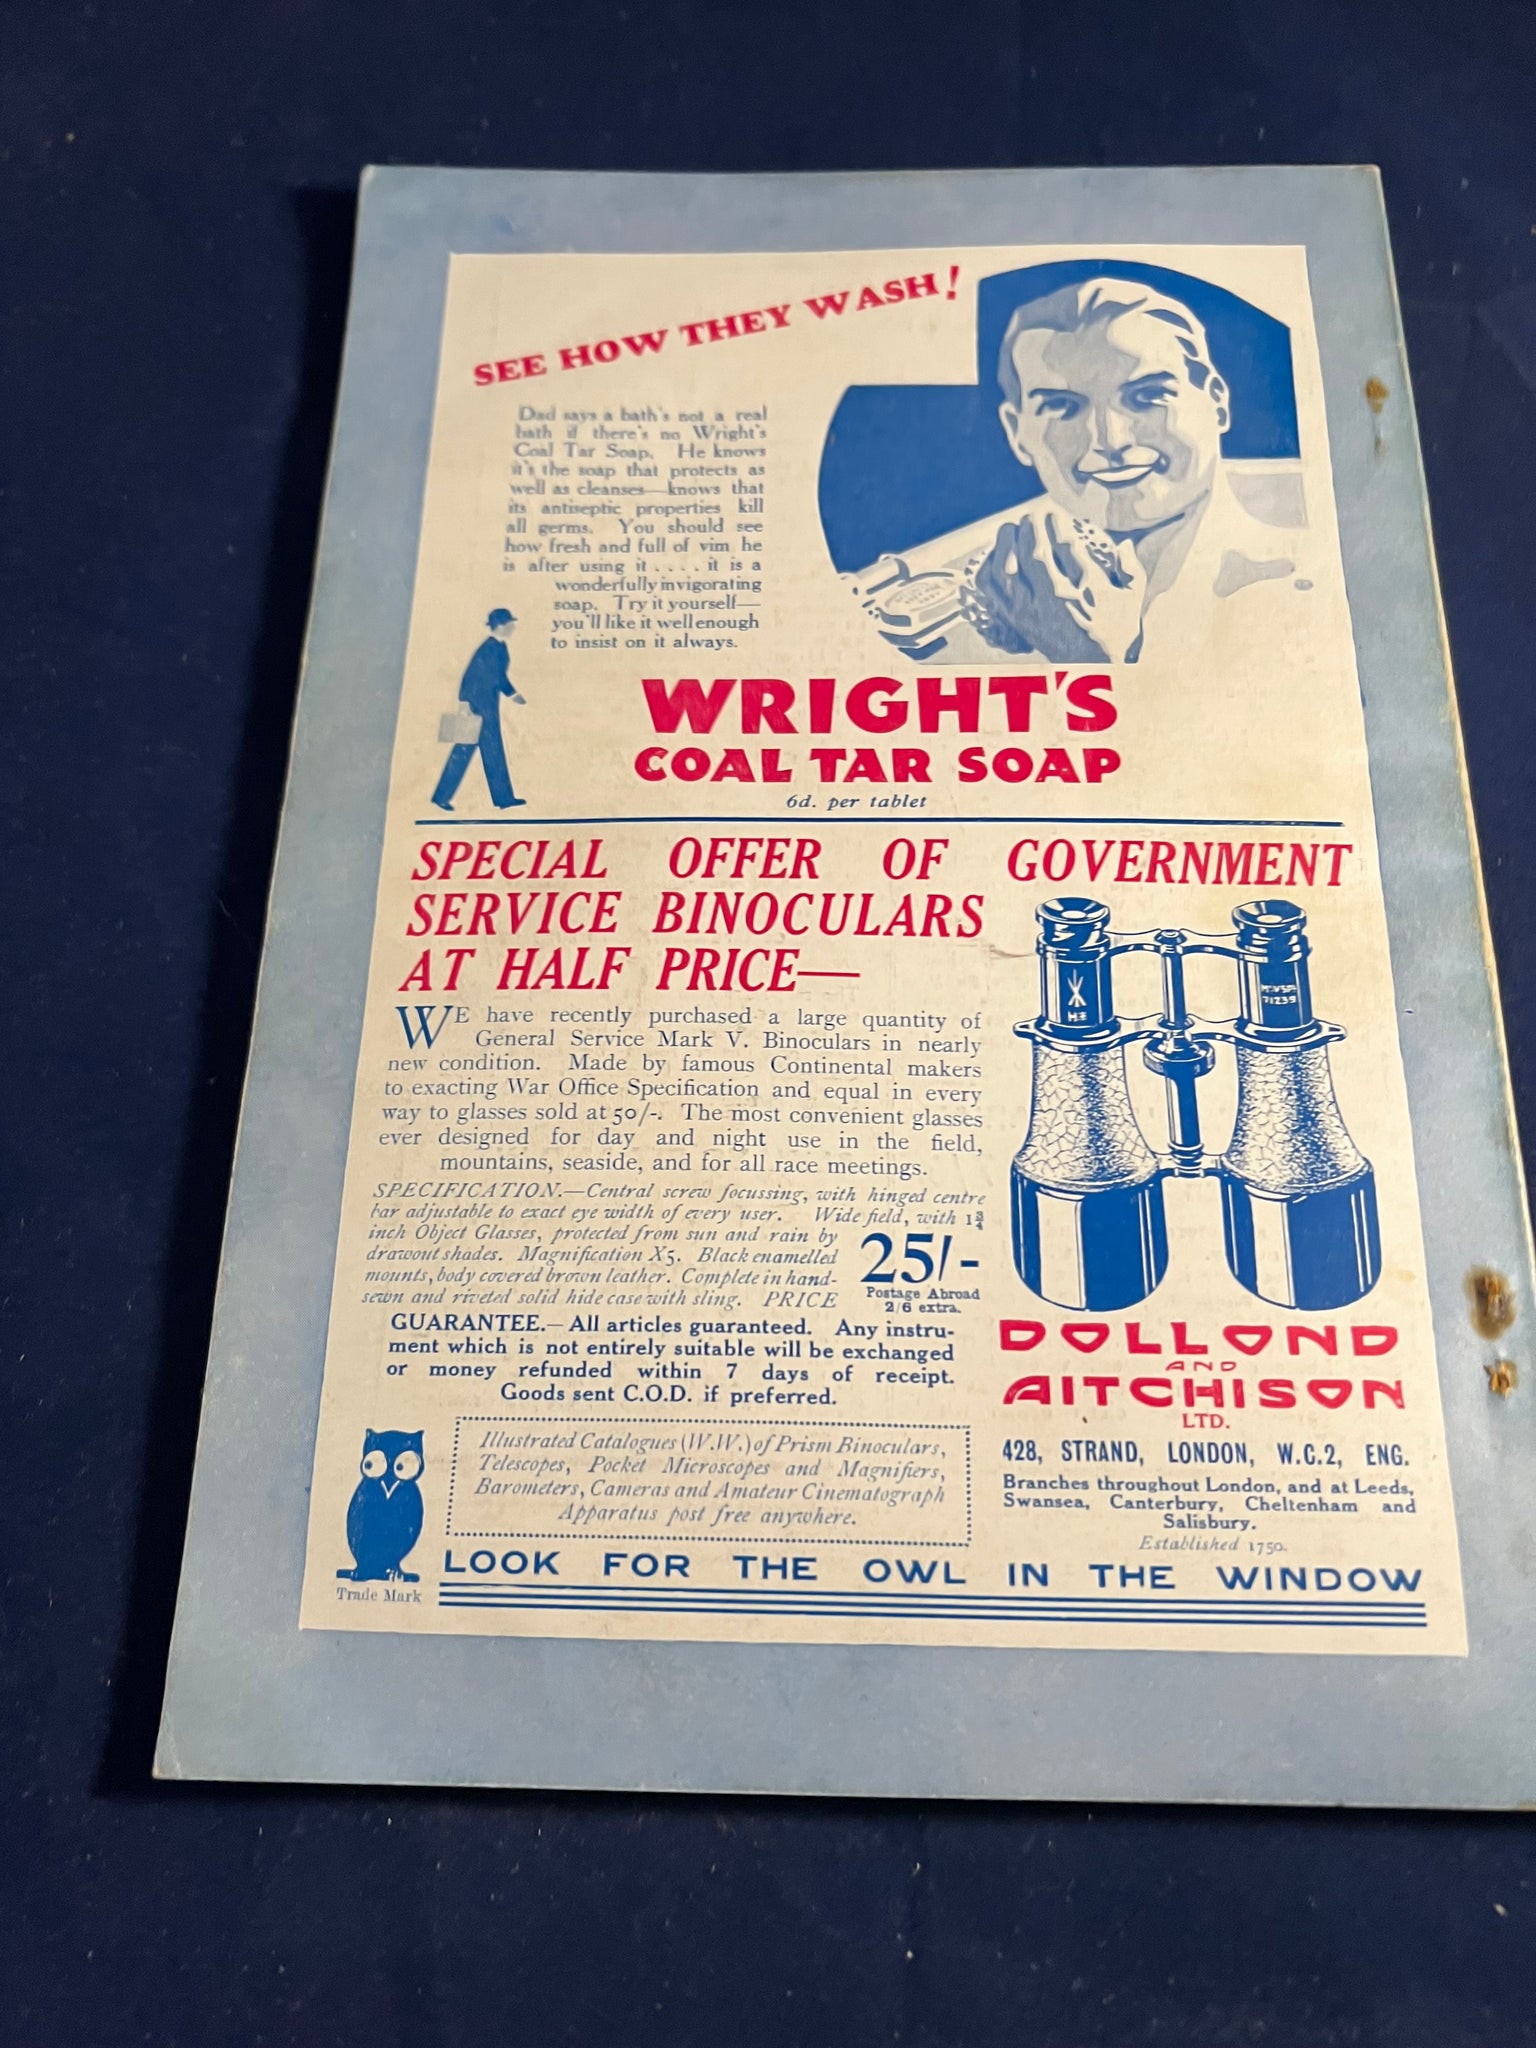 SEE HOW THEY WASH!
Dad says a bath's not a real
bath if there's no Wright's
Coal Tar Soap. He knows
it's the soap that protects as
well as cleanses—knows that
its antiseptic properties kill
all germs. You should see
how fresh and full of vim he
is after using it . . . . it is a
wonderfully invigorating
soap. Try it yourself—
you'll like it well enough
to insist on it always.
WRIGHT'S
COAL TAR SOAP
6d. per tablet
SPECIAL OFFER OF GOVERNMENT
SERVICE BINOCULARS
AT HALF PRICE—
WE have recently purchased a large quantity of
General Service Mark V. Binoculars in nearly
new condition. Made by famous Continental makers
to exacting War Office Specification and equal in every
way to glasses sold at 50/-. The most convenient glasses
ever designed for day and night use in the field,
mountains, seaside, and for all race meetings.
SPECIFICATION.—Central screw focussing, with hinged centre
bar adjustable to exact eye width of every user. Wide field, with 1¾
inch Object Glasses, protected from sun and rain by
drawout shades. Magnification X5. Black enamelled
mounts, body covered brown leather. Complete in hand-
sewn and riveted solid hide case with sling. PRICE
25/-
Postage Abroad
2/6 extra.
GUARANTEE.—All articles guaranteed. Any instru-
ment which is not entirely suitable will be exchanged
or money refunded within 7 days of receipt.
Goods sent C.O.D. if preferred.
71239
DOLLOND
AND
AITCHISON
LTD.
428, STRAND, LONDON, W.C.2, ENG.
Branches throughout London, and at Leeds,
Swansea, Canterbury, Cheltenham and
Salisbury.
Established 1750.
Illustrated Catalogues (W.W.) of Prism Binoculars,
Telescopes, Pocket Microscopes and Magnifiers,
Barometers, Cameras and Amateur Cinematograph
Apparatus post free anywhere.
Trade Mark
LOOK FOR THE OWL IN THE WINDOW